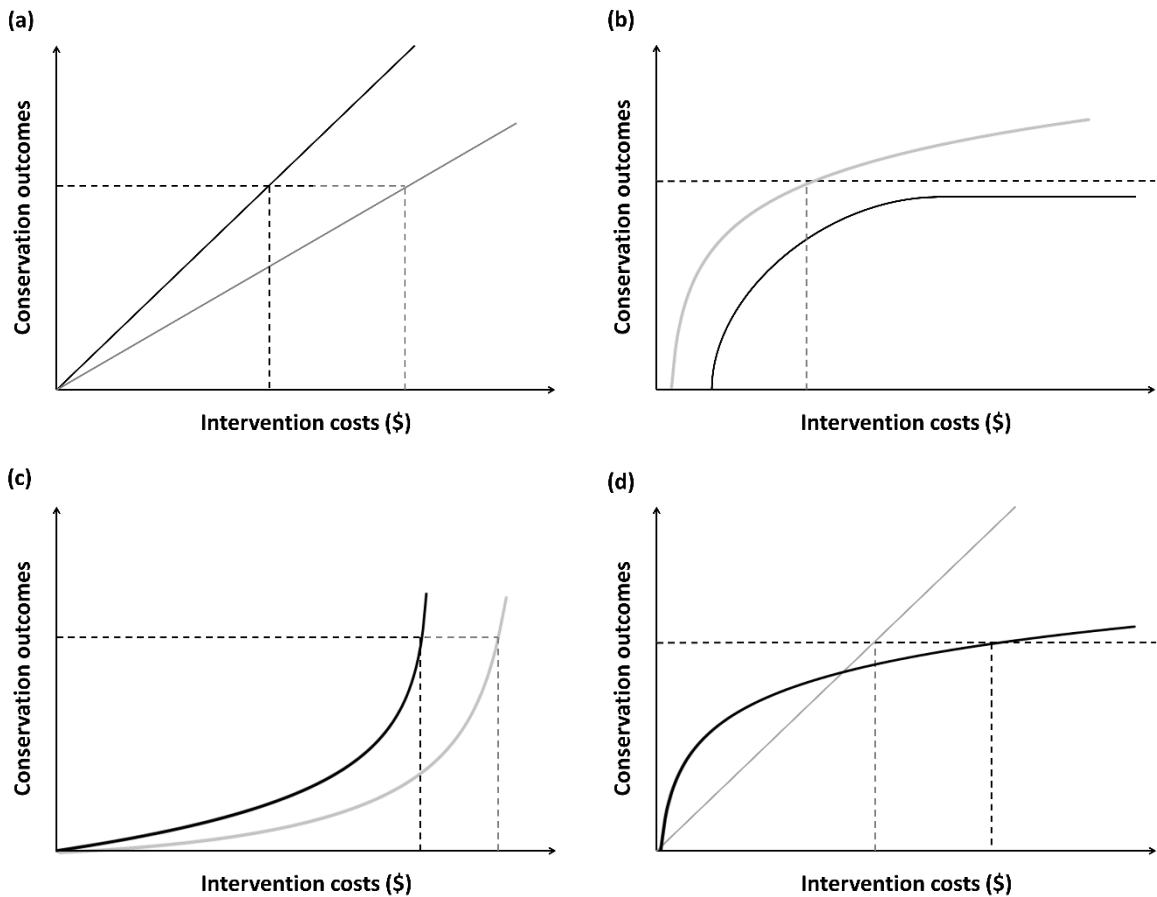 (a)
Conservation outcomes
Intervention costs ($)
(b)
Conservation outcomes
Intervention costs ($)
(c)
Conservation outcomes
Intervention costs ($)
(d)
Conservation outcomes
Intervention costs ($)